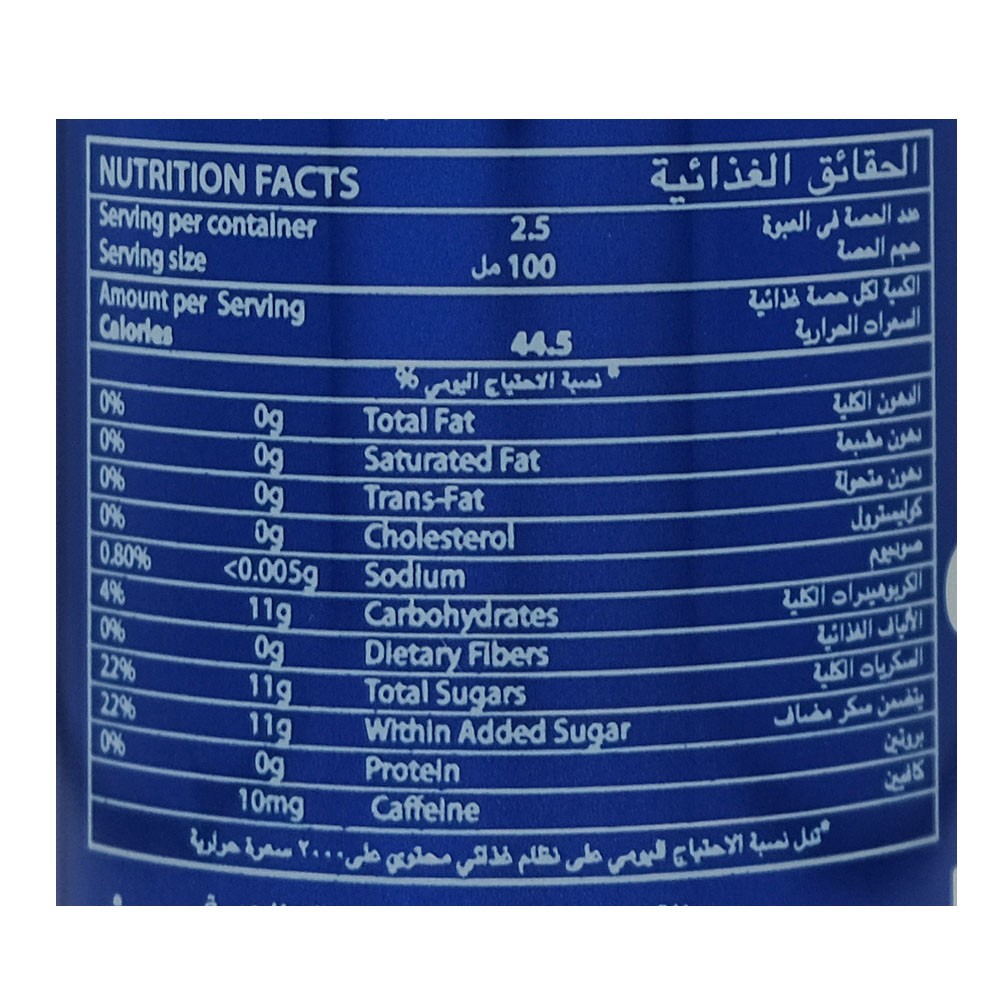 NUTRITION FACTS الحقائق الغذائية
Serving per container 2.5 عدد الحصة في العبوة
Serving size 100 مل حجم الحصة
Amount per Serving الكمية لكل حصة غذائية
Calories 44.5 السعرات الحرارية
* نسبة الاحتياج اليومي %
0% 0g Total Fat الدهون الكلية
0% 0g Saturated Fat دهون مشبعة
0% 0g Trans-Fat دهون متحولة
0% 0g Cholesterol كوليسترول
0.80% <0.005g Sodium صوديوم
4% 11g Carbohydrates الكربوهيدرات الكلية
0% 0g Dietary Fibers الألياف الغذائية
22% 11g Total Sugars السكريات الكلية
22% 11g Within Added Sugar يتضمن سكر مضاف
0% 0g Protein بروتين
10mg Caffeine كافيين
*تدل نسبة الاحتياج اليومي على نظام غذائي محتوي على ٢٠٠٠ سعرة حرارية